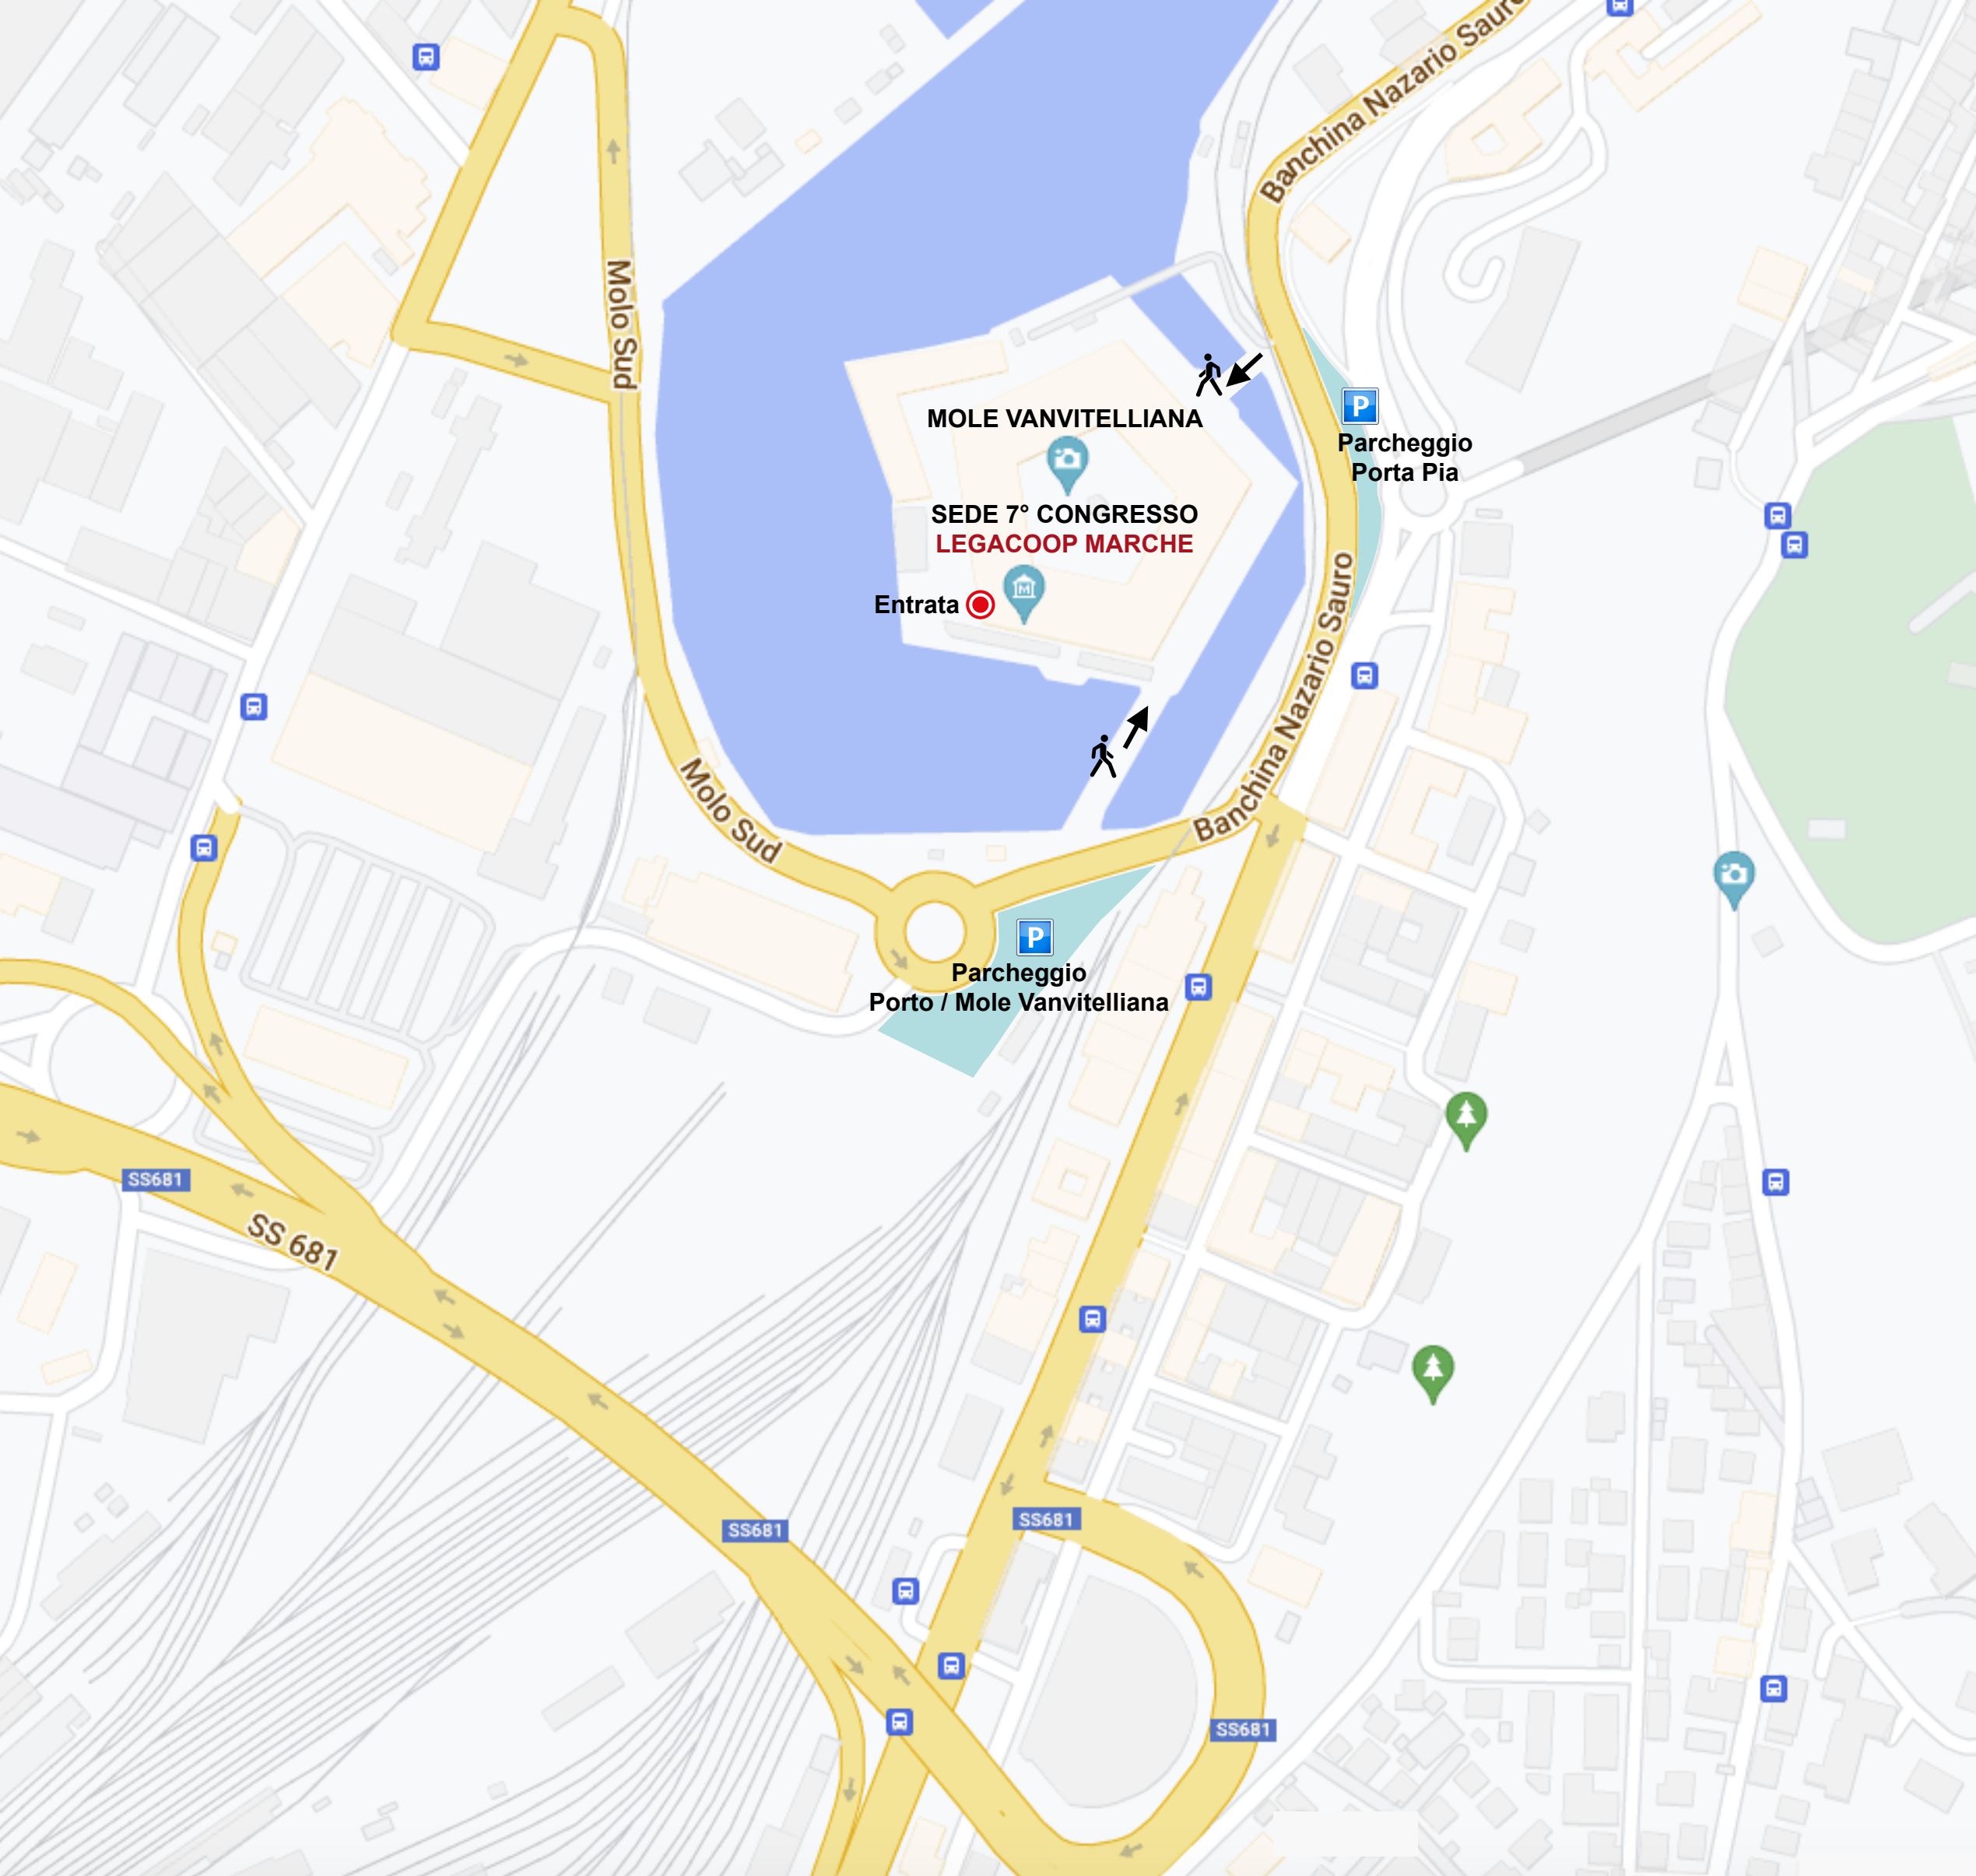 Banchina Nazario Sauro
Molo Sud
MOLE VANVITELLIANA
P
Parcheggio
Porta Pia
SEDE 7° CONGRESSO
LEGACOOP MARCHE
M
Entrata
Banchina Nazario Sauro
Molo Sud
P
Parcheggio
Porto / Mole Vanvitelliana
SS681
SS 681
SS681
SS681
SS681